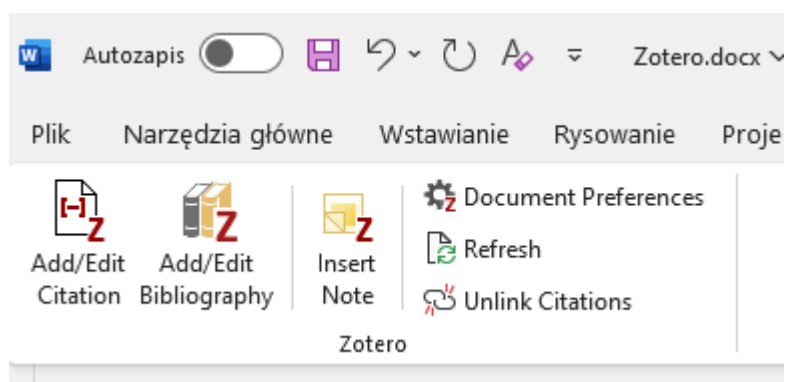 Autozapis Zotero.docx
Plik Narzędzia główne Wstawianie Rysowanie Proje
Add/Edit Citation
Add/Edit Bibliography
Insert Note
Document Preferences
Refresh
Unlink Citations
Zotero